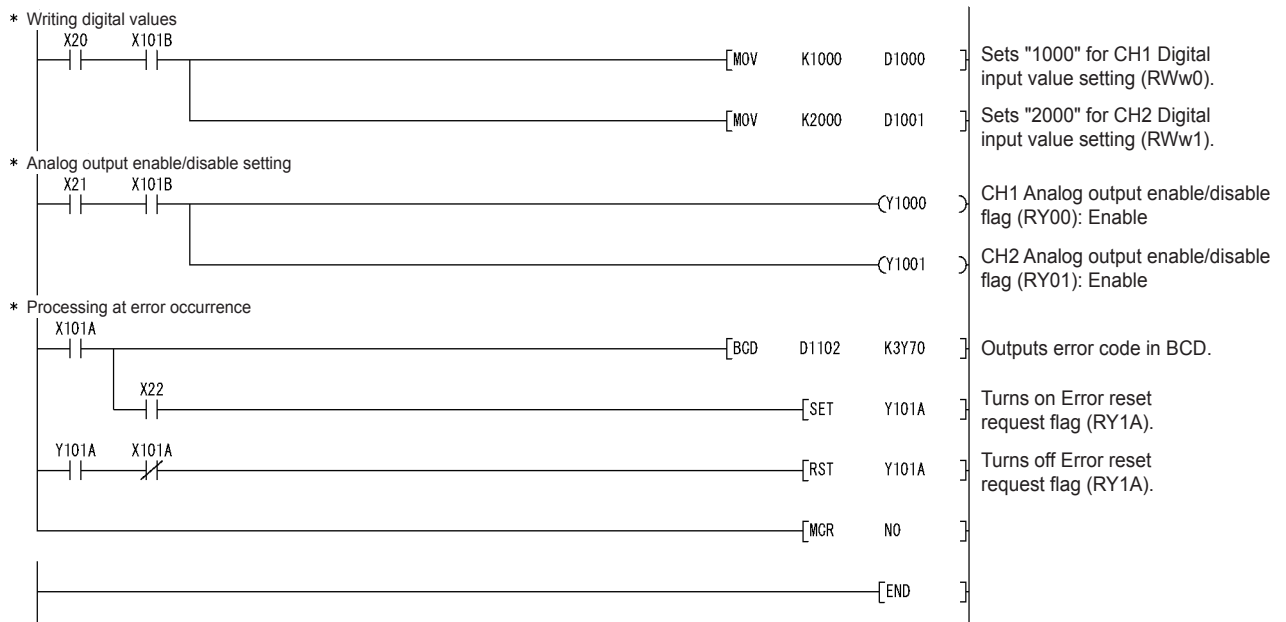 * Writing digital values
X20 X101B
[MOV K1000 D1000 ]
Sets "1000" for CH1 Digital
input value setting (RWw0).
[MOV K2000 D1001 ]
Sets "2000" for CH2 Digital
input value setting (RWw1).
* Analog output enable/disable setting
X21 X101B
(Y1000 )
CH1 Analog output enable/disable
flag (RY00): Enable
(Y1001 )
CH2 Analog output enable/disable
flag (RY01): Enable
* Processing at error occurrence
X101A
[BCD D1102 K3Y70 ]
Outputs error code in BCD.
X22
[SET Y101A ]
Turns on Error reset
request flag (RY1A).
Y101A X101A
[RST Y101A ]
Turns off Error reset
request flag (RY1A).
[MCR N0 ]
[END ]